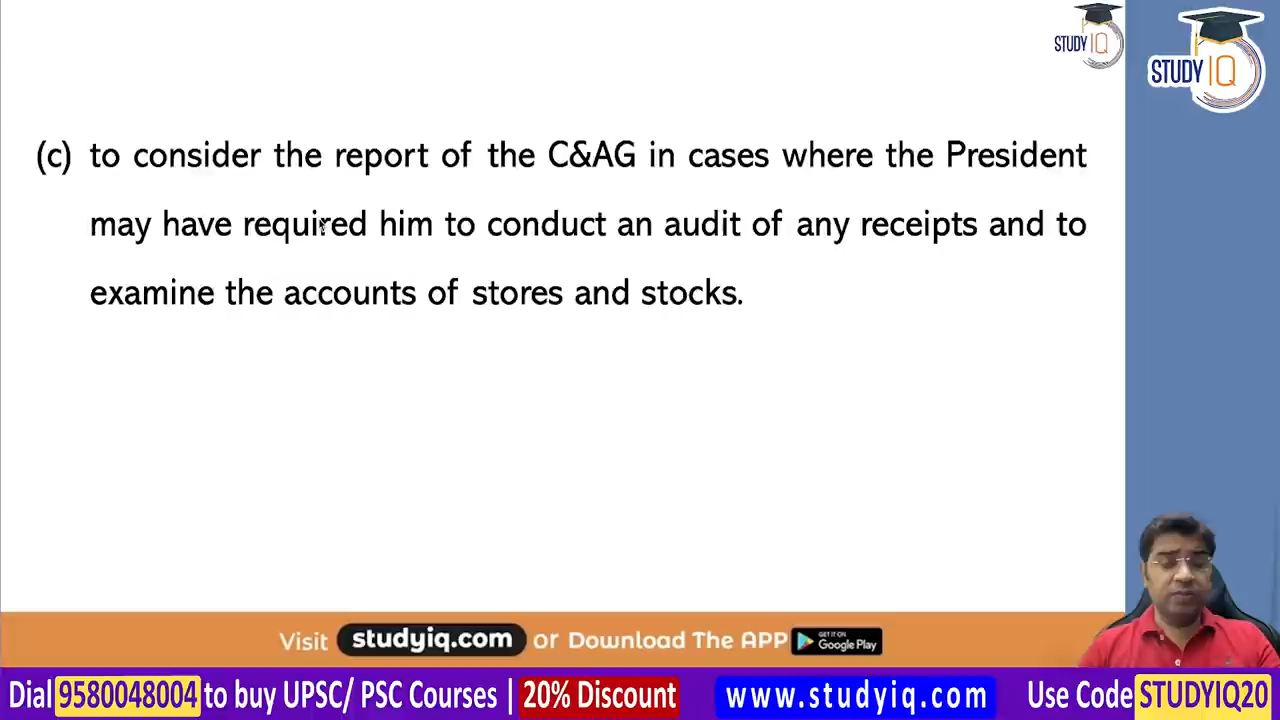 STUDY IQ
STUDY IQ
(c) to consider the report of the C&AG in cases where the President
may have required him to conduct an audit of any receipts and to
examine the accounts of stores and stocks.
Visit studyiq.com or Download The APP GET IT ON Google Play
Dial 9580048004 to buy UPSC/ PSC Courses | 20% Discount www.studyiq.com Use Code STUDYIQ20